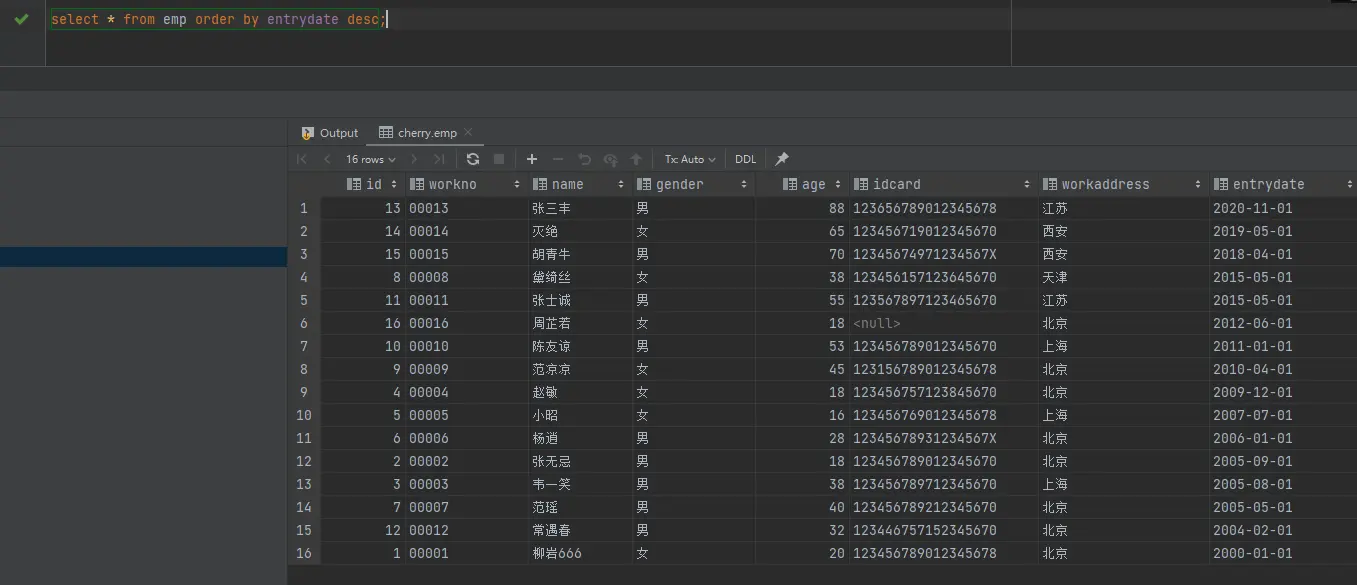 select * from emp order by entrydate desc;
Output cherry.emp
16 rows Tx: Auto DDL
id workno name gender age idcard workaddress entrydate
1 13 00013 张三丰 男 88 123656789012345678 江苏 2020-11-01
2 14 00014 灭绝 女 65 123456719012345670 西安 2019-05-01
3 15 00015 胡青牛 男 70 12345674971234567X 西安 2018-04-01
4 8 00008 黛绮丝 女 38 123456157123645670 天津 2015-05-01
5 11 00011 张士诚 男 55 123567897123465670 江苏 2015-05-01
6 16 00016 周芷若 女 18 <null> 北京 2012-06-01
7 10 00010 陈友谅 男 53 123456789012345670 上海 2011-01-01
8 9 00009 范凉凉 女 45 123156789012345678 北京 2010-04-01
9 4 00004 赵敏 女 18 123456757123845670 北京 2009-12-01
10 5 00005 小昭 女 16 123456769012345678 上海 2007-07-01
11 6 00006 杨逍 男 28 12345678931234567X 北京 2006-01-01
12 2 00002 张无忌 男 18 123456789012345670 北京 2005-09-01
13 3 00003 韦一笑 男 38 123456789712345670 上海 2005-08-01
14 7 00007 范瑶 男 40 123456789212345670 北京 2005-05-01
15 12 00012 常遇春 男 32 123446757152345670 北京 2004-02-01
16 1 00001 柳岩666 女 20 123456789012345678 北京 2000-01-01